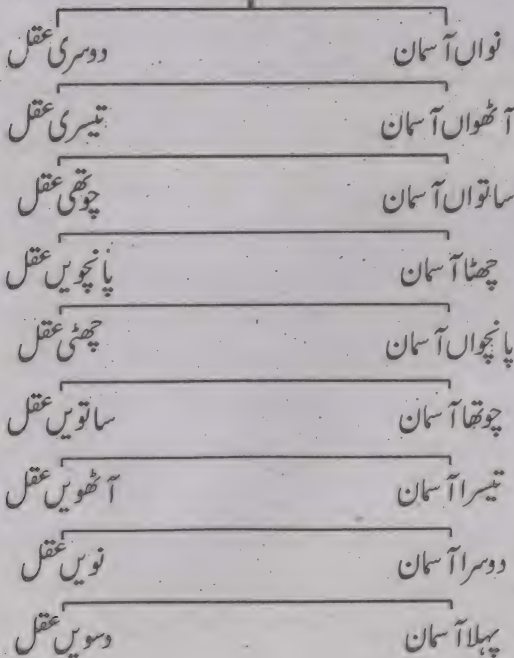 نواں آسمان دوسری عقل
آٹھواں آسمان تیسری عقل
ساتواں آسمان چوتھی عقل
چھٹا آسمان پانچویں عقل
پانچواں آسمان چھٹی عقل
چوتھا آسمان ساتویں عقل
تیسرا آسمان آٹھویں عقل
دوسرا آسمان نویں عقل
پہلا آسمان دسویں عقل